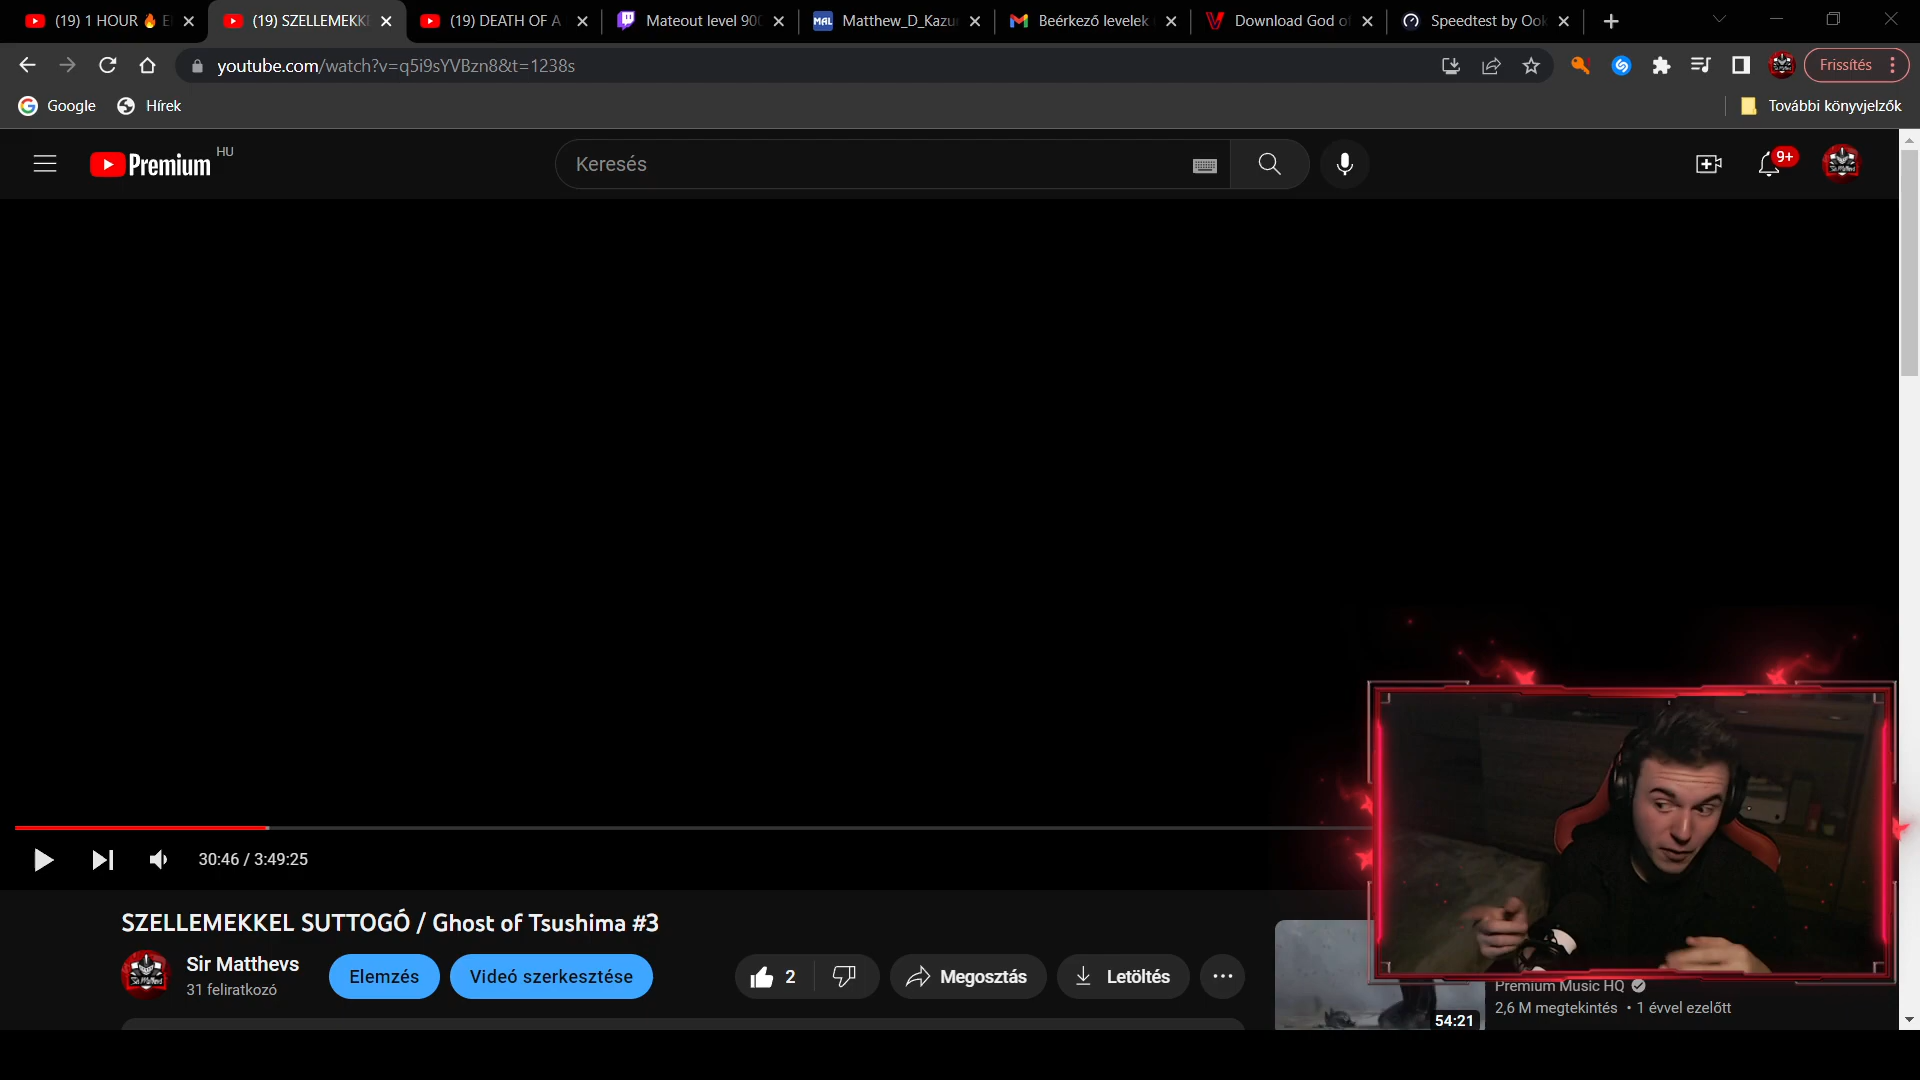 (19) 1 HOUR
(19) SZELLEMEKK
(19) DEATH OF A
Mateout level 900
MAL
Matthew_D_Kazu
Beérkező levelek
Download God of
Speedtest by Ook
youtube.com/watch?v=q5i9sYVBzn8&t=1238s
Frissítés
Google
Hírek
További könyvjelzők
Premium HU
Keresés
9+
30:46 / 3:49:25
SZELLEMEKKEL SUTTOGÓ / Ghost of Tsushima #3
Sir Matthevs
31 feliratkozó
Elemzés
Videó szerkesztése
2
Megosztás
Letöltés
54:21
Premium Music HQ
2,6 M megtekintés • 1 évvel ezelőtt